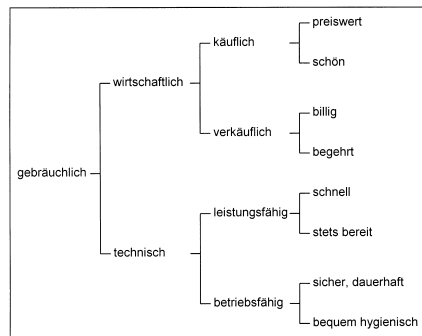 preiswert
käuflich
schön
wirtschaftlich
billig
verkäuflich
begehrt
gebräuchlich
schnell
leistungsfähig
stets bereit
technisch
sicher, dauerhaft
betriebsfähig
bequem hygienisch